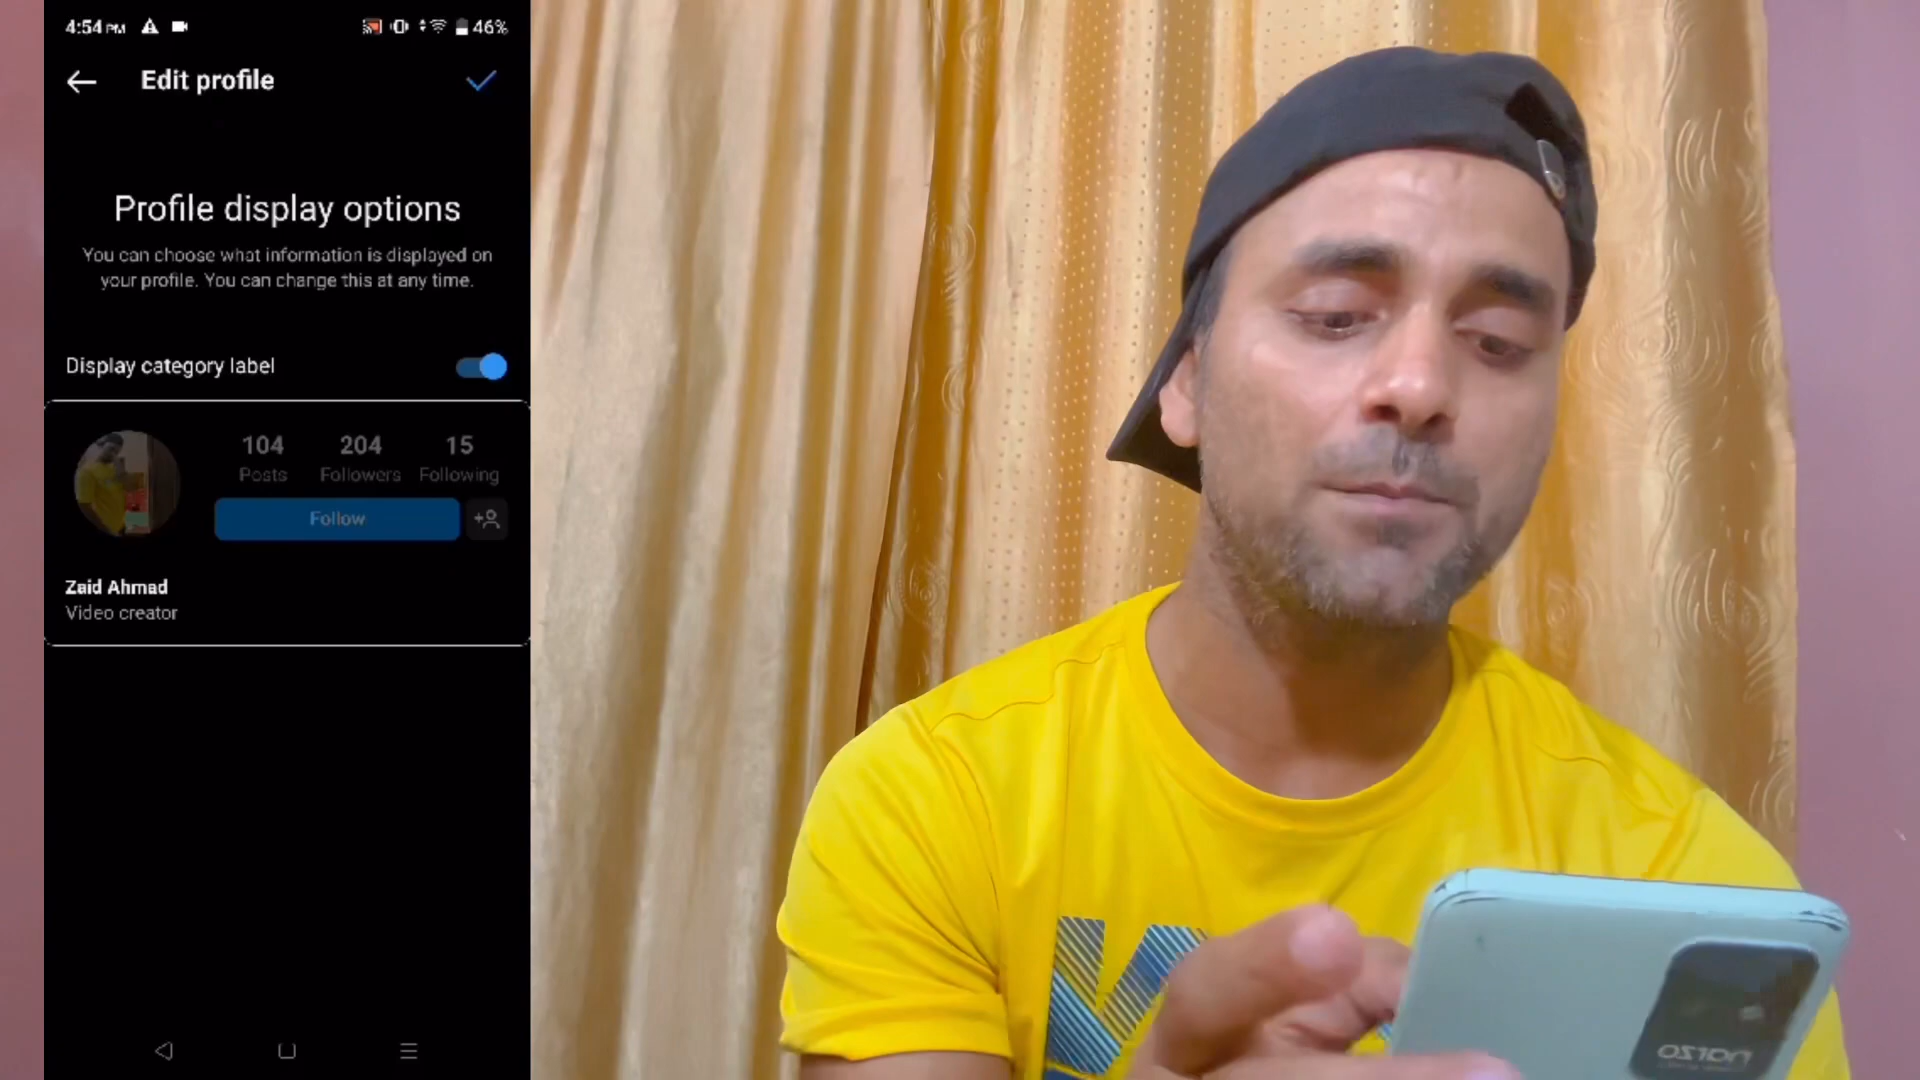 4:54 PM
46%
Edit profile
Profile display options
You can choose what information is displayed on
your profile. You can change this at any time.
Display category label
104 204 15
Posts Followers Following
Follow
Zaid Ahmad
Video creator
narzo